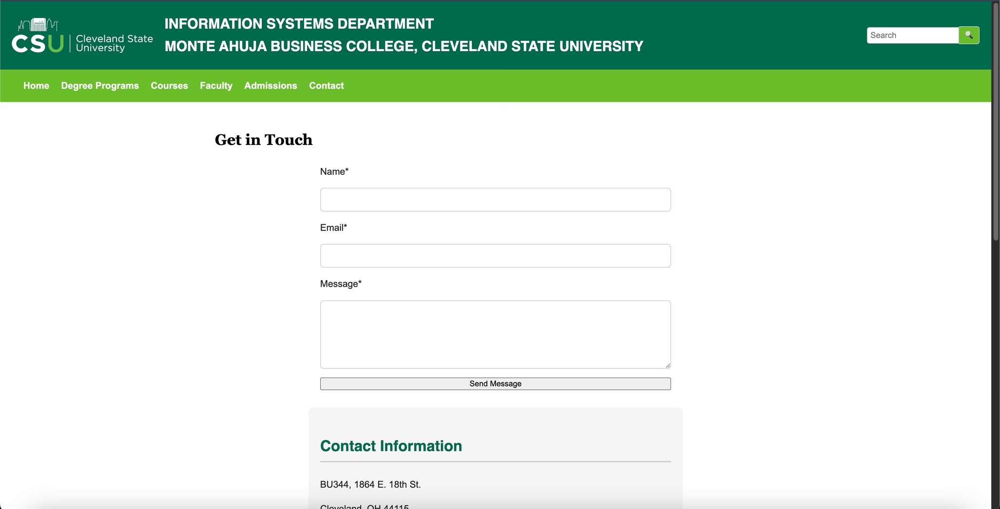 CSU
Cleveland State
University
INFORMATION SYSTEMS DEPARTMENT
MONTE AHUJA BUSINESS COLLEGE, CLEVELAND STATE UNIVERSITY
Search
Home Degree Programs Courses Faculty Admissions Contact
Get in Touch
Name*
Email*
Message*
Send Message
Contact Information
BU344, 1864 E. 18th St.
Cleveland, OH 44115